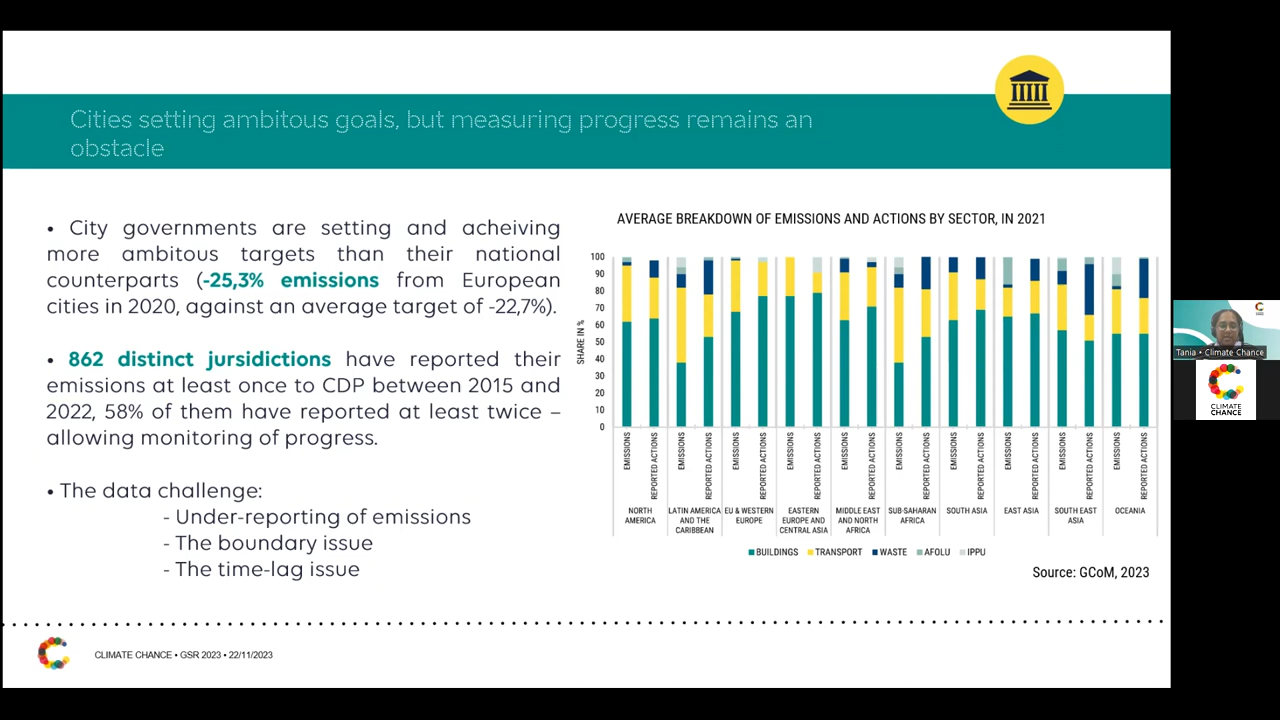 Cities setting ambitous goals, but measuring progress remains an
obstacle
• City governments are setting and acheiving
more ambitous targets than their national
counterparts (-25,3% emissions from European
cities in 2020, against an average target of -22,7%).
• 862 distinct jursidictions have reported their
emissions at least once to CDP between 2015 and
2022, 58% of them have reported at least twice –
allowing monitoring of progress.
• The data challenge:
- Under-reporting of emissions
- The boundary issue
- The time-lag issue
AVERAGE BREAKDOWN OF EMISSIONS AND ACTIONS BY SECTOR, IN 2021
SHARE IN %
100
90
80
70
60
50
40
30
20
10
0
EMISSIONS
REPORTED ACTIONS
EMISSIONS
REPORTED ACTIONS
EMISSIONS
REPORTED ACTIONS
EMISSIONS
REPORTED ACTIONS
EMISSIONS
REPORTED ACTIONS
EMISSIONS
REPORTED ACTIONS
EMISSIONS
REPORTED ACTIONS
EMISSIONS
REPORTED ACTIONS
EMISSIONS
REPORTED ACTIONS
EMISSIONS
REPORTED ACTIONS
NORTH
AMERICA
LATIN AMERICA
AND THE
CARIBBEAN
EU & WESTERN
EUROPE
EASTERN
EUROPE AND
CENTRAL ASIA
MIDDLE EAST
AND NORTH
AFRICA
SUB-SAHARAN
AFRICA
SOUTH ASIA
EAST ASIA
SOUTH EAST
ASIA
OCEANIA
BUILDINGS TRANSPORT WASTE AFOLU IPPU
Source: GCoM, 2023
CLIMATE CHANCE • GSR 2023 • 22/11/2023
Tania • Climate Chance
CLIMATE
CHANCE